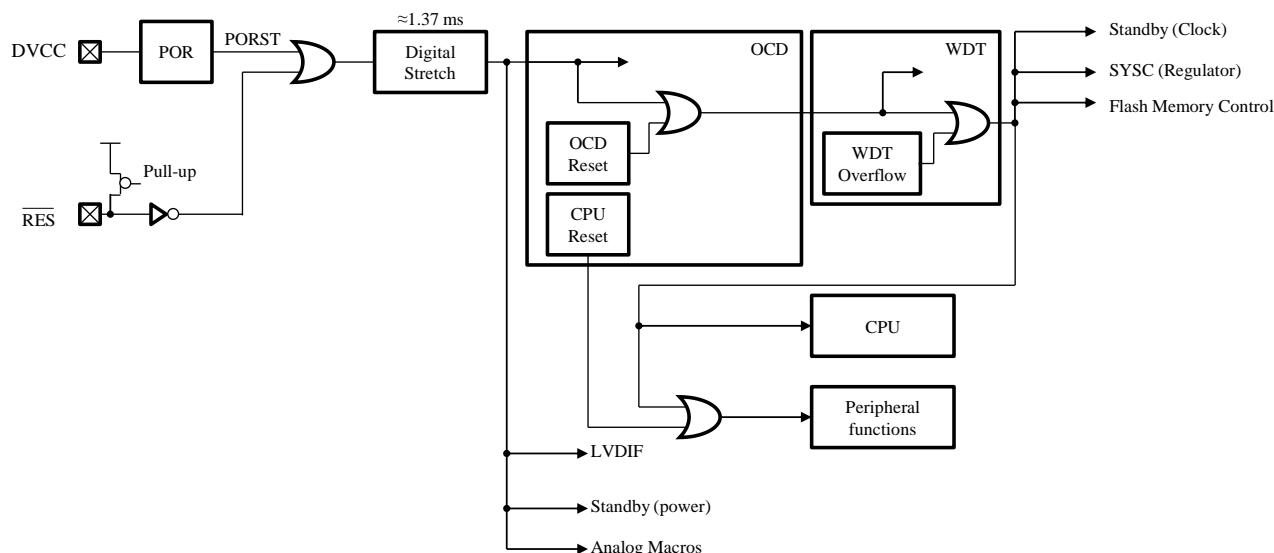 ≈1.37 ms
DVCC
POR
PORST
Digital
Stretch
OCD
WDT
Standby (Clock)
SYSC (Regulator)
Flash Memory Control
OCD
Reset
WDT
Overflow
Pull-up
RES
CPU
Reset
CPU
Peripheral
functions
LVDIF
Standby (power)
Analog Macros